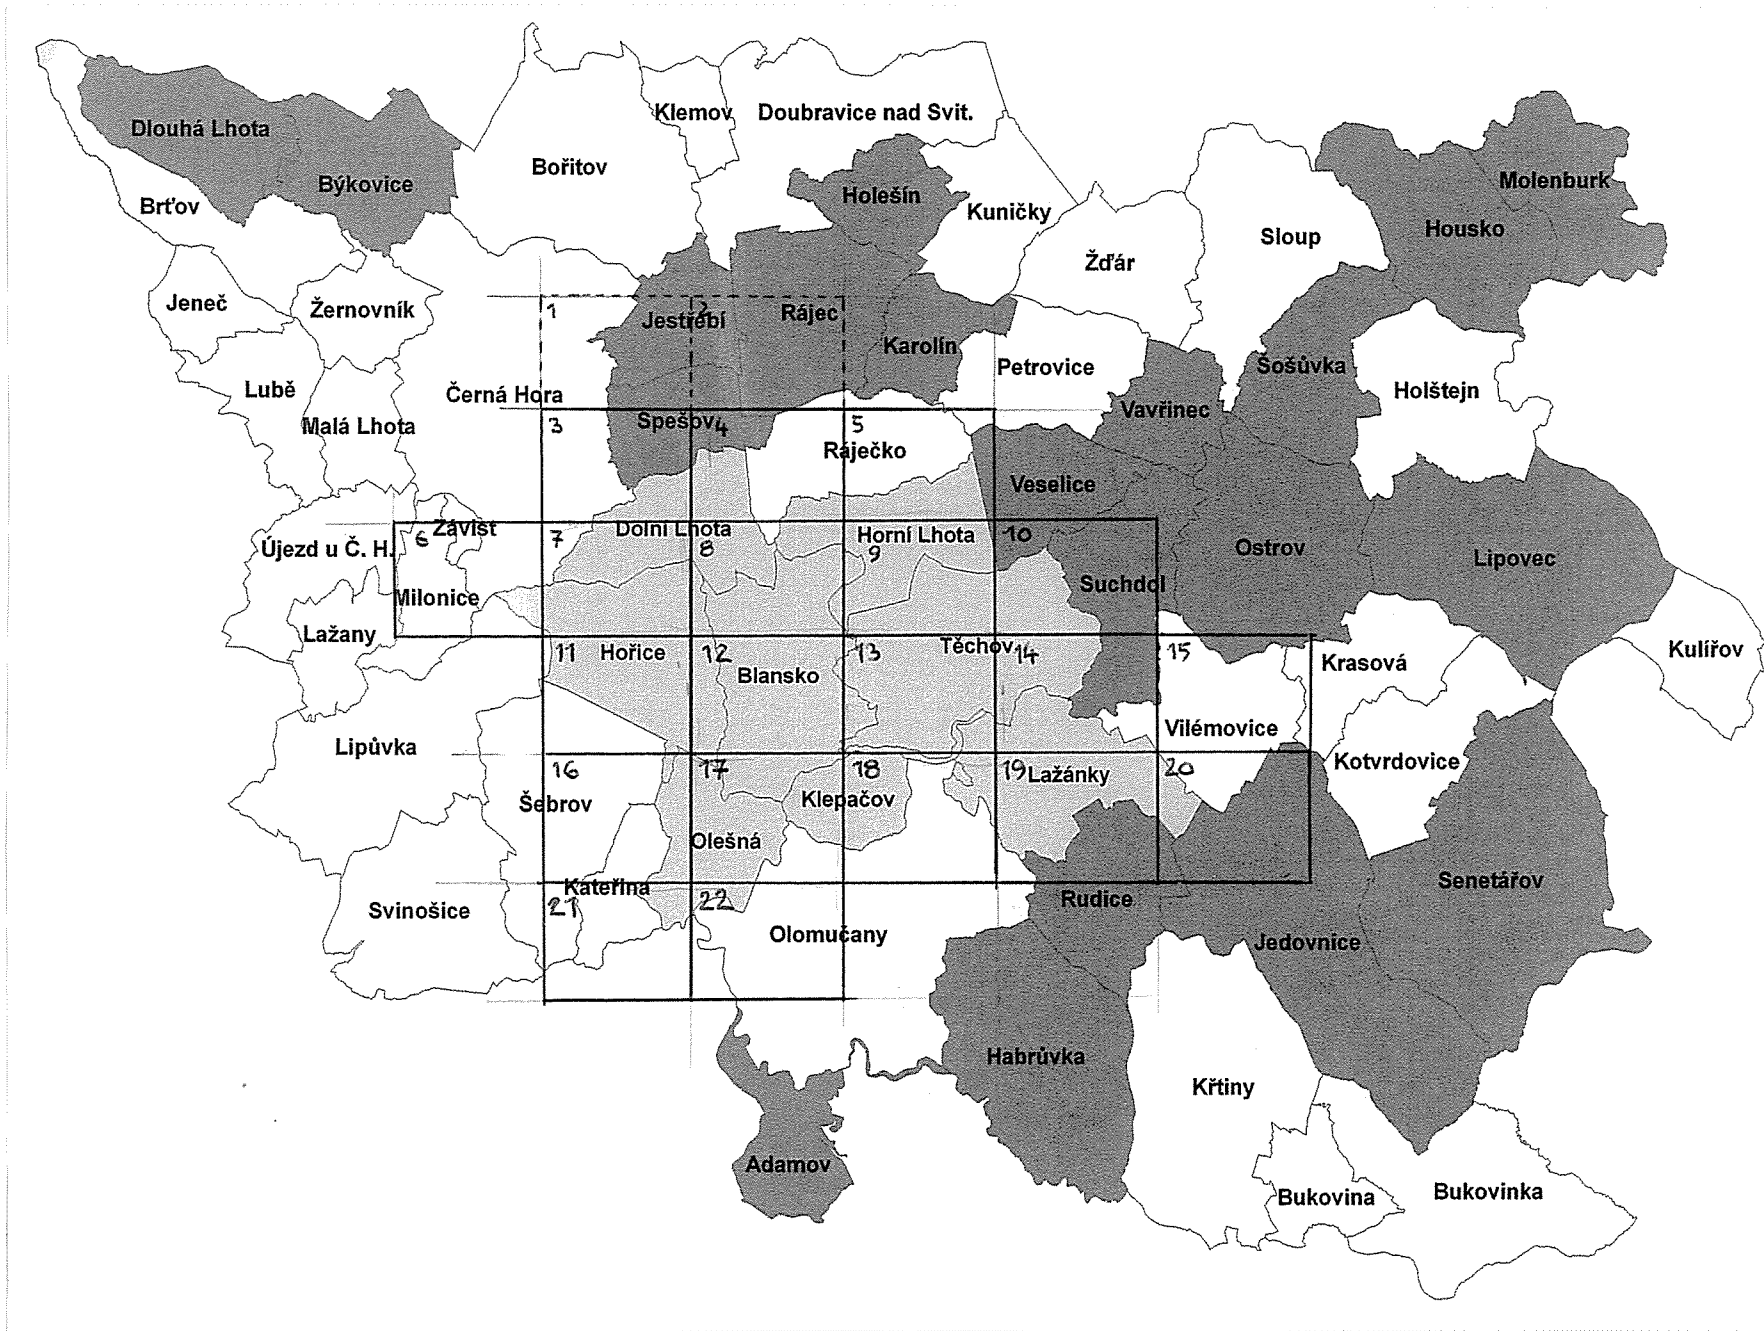 Klemov
Doubravice nad Svit.
Dlouhá Lhota
Bořitov
Býkovice
Holešín
Molenburk
Brťov
Kuničky
Housko
Sloup
Žďár
Jeneč
Žernovník
1
2
Jestřebí
Rájec
Karolín
Petrovice
Šošůvka
Holštejn
Lubě
Černá Hora
Vavřinec
Malá Lhota
3
Spešov
4
5
Ráječko
Veselice
Závist
6
7
Dolní Lhota
8
Horní Lhota
9
10
Ostrov
Újezd u Č. H.
Lipovec
Milonice
Suchdol
Lažany
11
Hořice
12
Blansko
13
Těchov
14
15
Krasová
Kulířov
Lipůvka
Vilémovice
16
17
18
19
Lažánky
20
Kotvrdovice
Šebrov
Klepačov
Olešná
Kateřina
21
22
Svinošice
Olomučany
Rudice
Senetářov
Jedovnice
Habrůvka
Křtiny
Adamov
Bukovina
Bukovinka